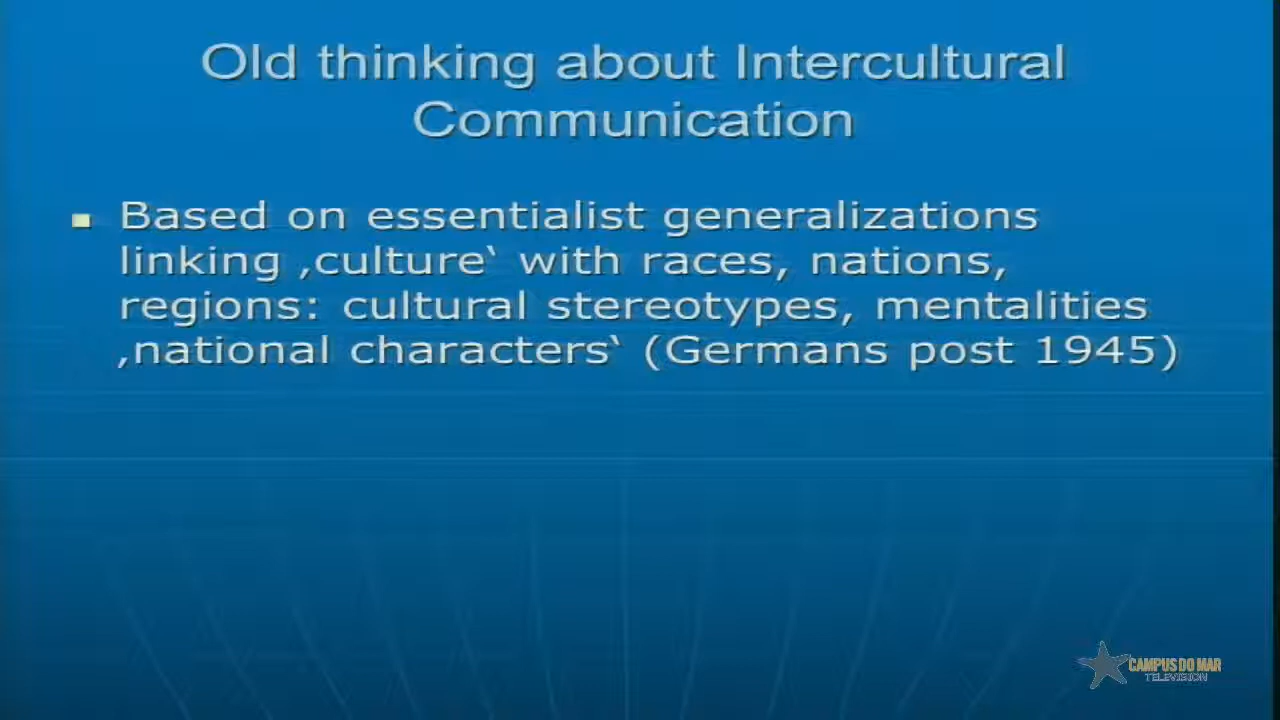 Old thinking about Intercultural
Communication
Based on essentialist generalizations
linking ‚culture‘ with races, nations,
regions: cultural stereotypes, mentalities
‚national characters‘ (Germans post 1945)
CAMPUS DO MAR
TELEVISION